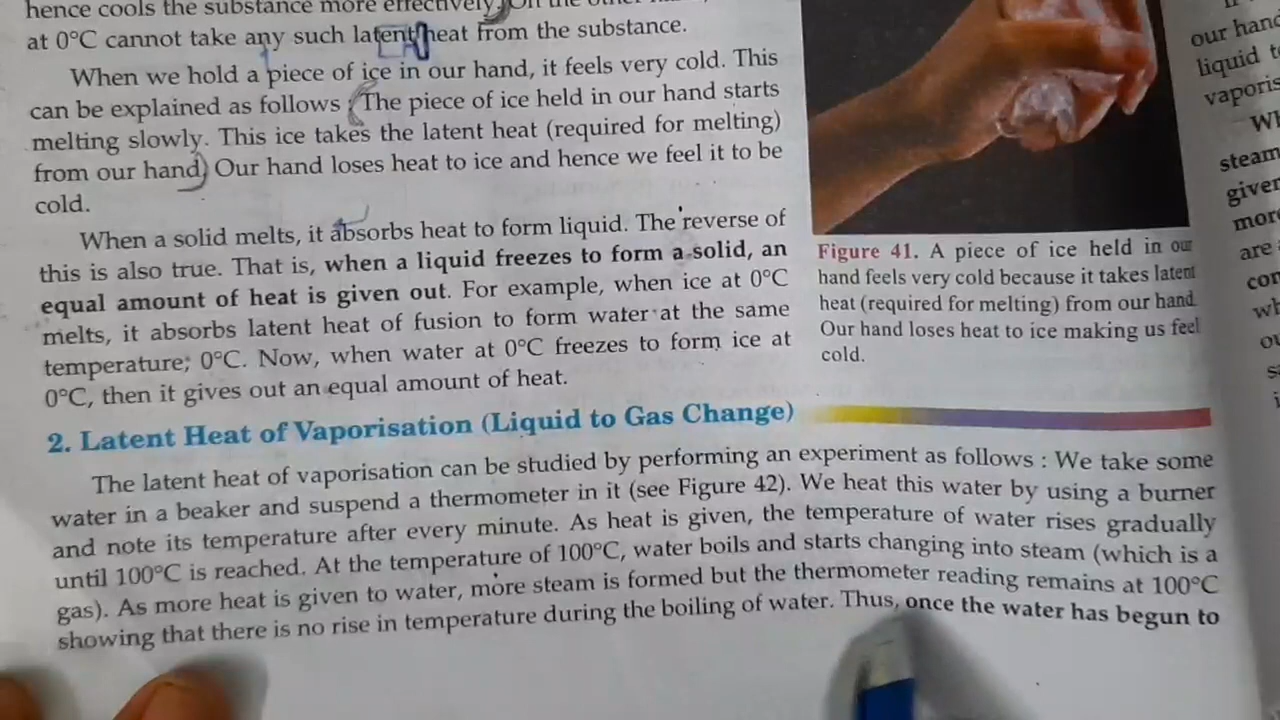 hence cools the substance more effectively. On the other
at 0°C cannot take any such latent heat from the substance.
When we hold a piece of ice in our hand, it feels very cold. This
can be explained as follows : The piece of ice held in our hand starts
melting slowly. This ice takes the latent heat (required for melting)
from our hand. Our hand loses heat to ice and hence we feel it to be
cold.
When a solid melts, it absorbs heat to form liquid. The reverse of
this is also true. That is, when a liquid freezes to form a solid, an
equal amount of heat is given out. For example, when ice at 0°C
melts, it absorbs latent heat of fusion to form water at the same
temperature; 0°C. Now, when water at 0°C freezes to form ice at
0°C, then it gives out an equal amount of heat.
Figure 41. A piece of ice held in our
hand feels very cold because it takes latent
heat (required for melting) from our hand.
Our hand loses heat to ice making us feel
cold.
2. Latent Heat of Vaporisation (Liquid to Gas Change)
The latent heat of vaporisation can be studied by performing an experiment as follows : We take some
water in a beaker and suspend a thermometer in it (see Figure 42). We heat this water by using a burner
and note its temperature after every minute. As heat is given, the temperature of water rises gradually
until 100°C is reached. At the temperature of 100°C, water boils and starts changing into steam (which is a
gas). As more heat is given to water, more steam is formed but the thermometer reading remains at 100°C
showing that there is no rise in temperature during the boiling of water. Thus, once the water has begun to
our hand
liquid
steam